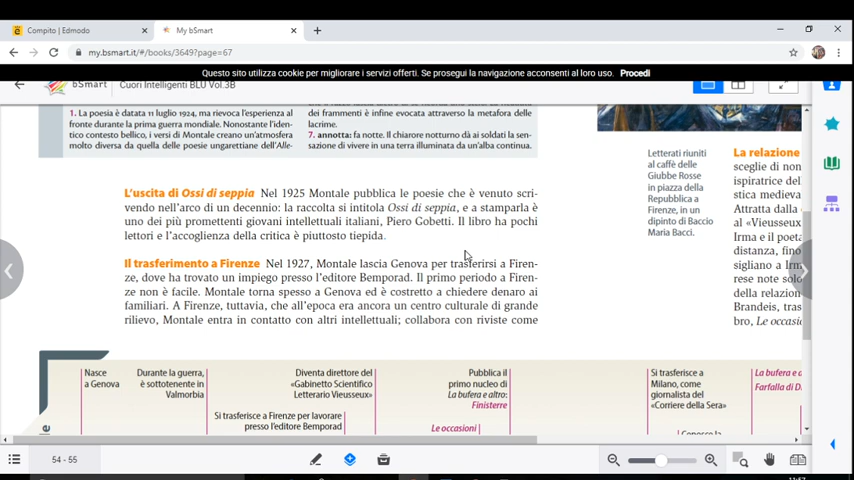 Compito | Edmodo
My bSmart
my.bsmart.it/#/books/3649?page=67
Questo sito utilizza cookie per migliorare i servizi offerti. Se prosegui la navigazione acconsenti al loro uso. Procedi
bSmart
Cuori Intelligenti BLU Vol.3B
1. La poesia è datata 11 luglio 1924, ma rievoca l'esperienza al
fronte durante la prima guerra mondiale. Nonostante l'iden-
tico contesto bellico, i versi di Montale creano un'atmosfera
molto diversa da quella delle poesie ungarettiane dell'Alle-
dei frammenti è infine evocata attraverso la metafora delle
lacrime.
7. annotta: fa notte. Il chiarore notturno dà ai soldati la sen-
sazione di vivere in una terra illuminata da un'alba continua.
L'uscita di Ossi di seppia Nel 1925 Montale pubblica le poesie che è venuto scri-
vendo nell'arco di un decennio: la raccolta si intitola Ossi di seppia, e a stamparla è
uno dei più promettenti giovani intellettuali italiani, Piero Gobetti. Il libro ha pochi
lettori e l'accoglienza della critica è piuttosto tiepida.
Il trasferimento a Firenze Nel 1927, Montale lascia Genova per trasferirsi a Firen-
ze, dove ha trovato un impiego presso l'editore Bemporad. Il primo periodo a Firen-
ze non è facile. Montale torna spesso a Genova ed è costretto a chiedere denaro ai
familiari. A Firenze, tuttavia, che all'epoca era ancora un centro culturale di grande
rilievo, Montale entra in contatto con altri intellettuali; collabora con riviste come
Letterati riuniti
al caffè delle
Giubbe Rosse
in piazza della
Repubblica a
Firenze, in un
dipinto di Baccio
Maria Bacci.
La relazione
sceglie di non
ispiratrice del
stica medieva
Attratta dalla
al «Vieusseux»
Irma e il poeta
distanza, fino
sigliano a Irm
rese note solo
della relazion
Brandeis, tras
bro, Le occasio
Nasce
a Genova
Durante la guerra,
è sottotenente in
Valmorbia
Diventa direttore del
«Gabinetto Scientifico
Letterario Vieusseux»
Si trasferisce a Firenze per lavorare
presso l'editore Bemporad
Pubblica il
primo nucleo di
La bufera e altro:
Finisterre
Le occasioni
Si trasferisce a
Milano, come
giornalista del
«Corriere della Sera»
Conosce la
La bufera e a
Farfalla di D
54 - 55